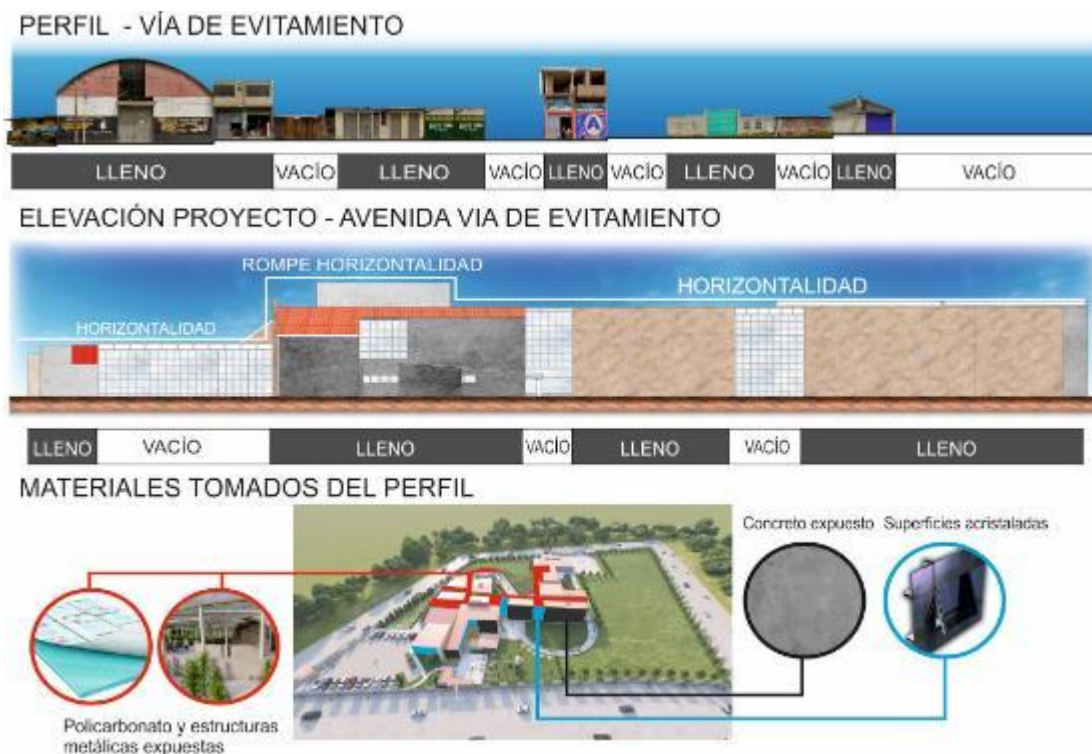 PERFIL - VÍA DE EVITAMIENTO
A
LLENO VACÍO LLENO VACÍO LLENO VACÍO LLENO VACÍO LLENO VACÍO
ELEVACIÓN PROYECTO - AVENIDA VIA DE EVITAMIENTO
ROMPE HORIZONTALIDAD
HORIZONTALIDAD
HORIZONTALIDAD
LLENO VACÍO LLENO VACÍO LLENO VACÍO LLENO
MATERIALES TOMADOS DEL PERFIL
Concreto expuesto Superficies acristaladas
Policarbonato y estructuras
metálicas expuestas